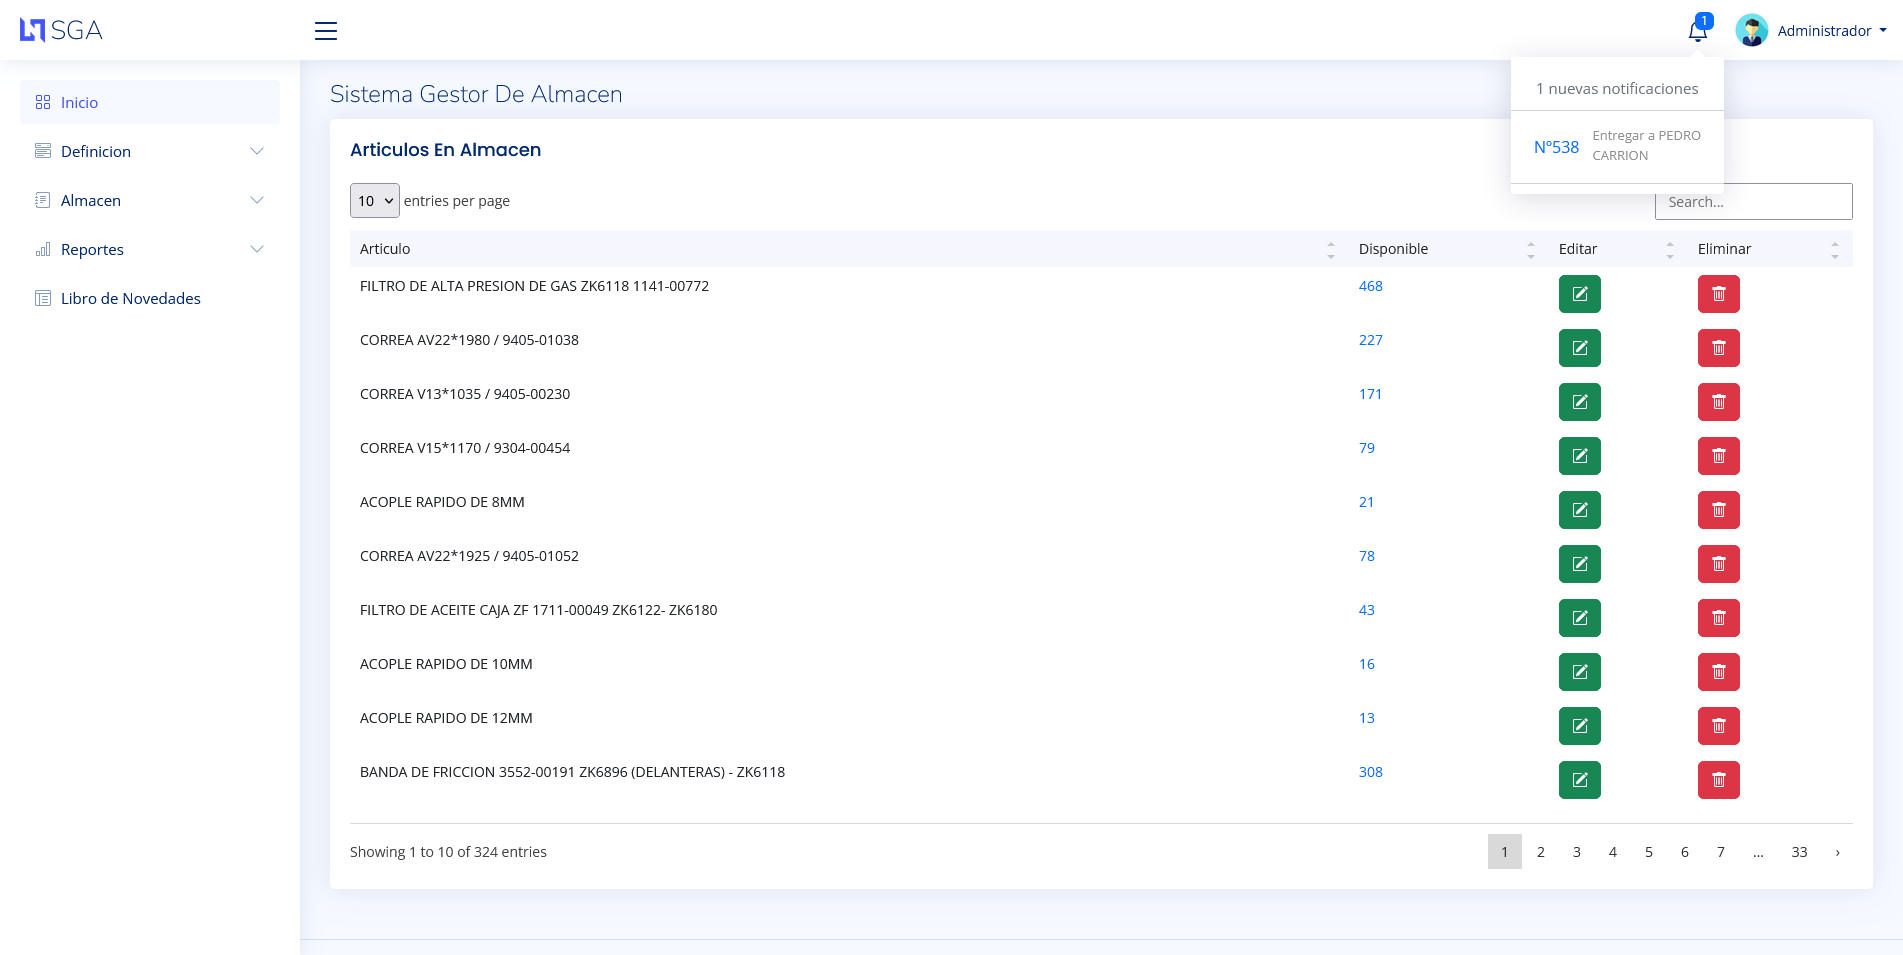 SGA
1
Administrador
Inicio
Definicion
Almacen
Reportes
Libro de Novedades
1 nuevas notificaciones
N°538 Entregar a PEDRO
CARRION
Sistema Gestor De Almacen
Articulos En Almacen
10 entries per page
Search...
Articulo Disponible Editar Eliminar
FILTRO DE ALTA PRESION DE GAS ZK6118 1141-00772 468
CORREA AV22*1980 / 9405-01038 227
CORREA V13*1035 / 9405-00230 171
CORREA V15*1170 / 9304-00454 79
ACOPLE RAPIDO DE 8MM 21
CORREA AV22*1925 / 9405-01052 78
FILTRO DE ACEITE CAJA ZF 1711-00049 ZK6122- ZK6180 43
ACOPLE RAPIDO DE 10MM 16
ACOPLE RAPIDO DE 12MM 13
BANDA DE FRICCION 3552-00191 ZK6896 (DELANTERAS) - ZK6118 308
Showing 1 to 10 of 324 entries
1 2 3 4 5 6 7 ... 33 ›